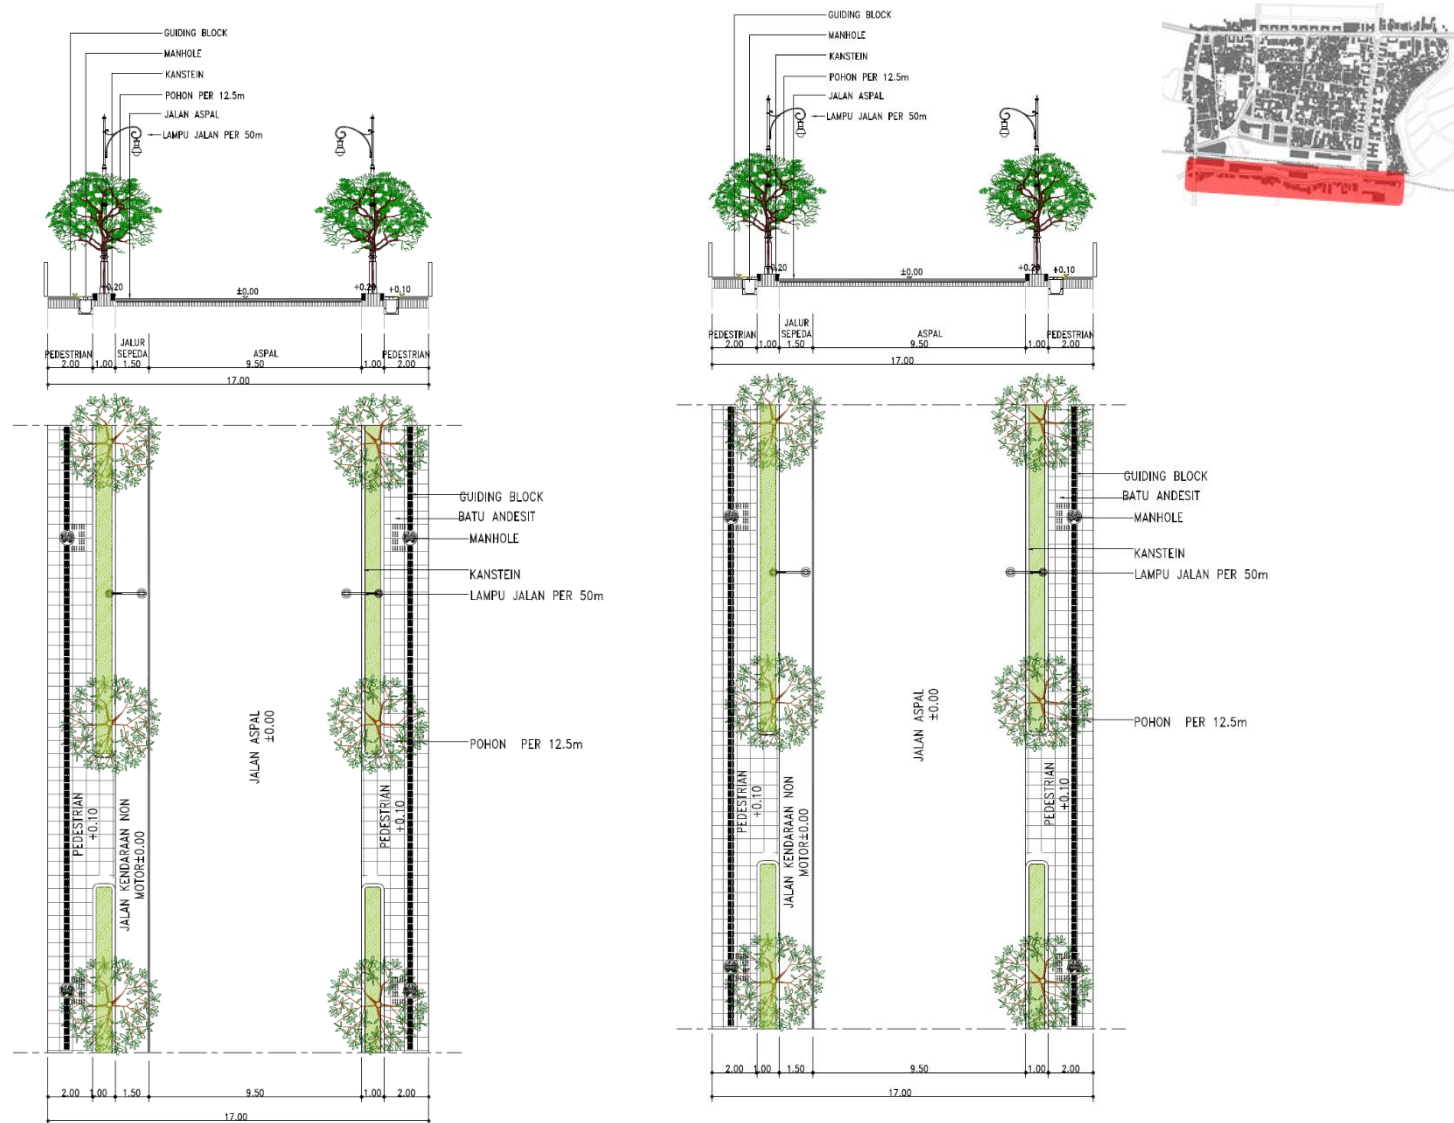 GUIDING BLOCK
MANHOLE
KANSTEIN
POHON PER 12.5m
JALAN ASPAL
LAMPU JALAN PER 50m
+0.20
±0.00
+0.20
+0.10
PEDESTRIAN
JALUR
SEPEDA
ASPAL
PEDESTRIAN
2.00
1.00
1.50
9.50
1.00
2.00
17.00
GUIDING BLOCK
BATU ANDESIT
MANHOLE
KANSTEIN
LAMPU JALAN PER 50m
JALAN ASPAL
±0.00
POHON PER 12.5m
PEDESTRIAN
+0.10
JALAN KENDARAAN NON
MOTOR±0.00
PEDESTRIAN
+0.10
2.00
1.00
1.50
9.50
1.00
2.00
17.00
GUIDING BLOCK
MANHOLE
KANSTEIN
POHON PER 12.5m
JALAN ASPAL
LAMPU JALAN PER 50m
+0.20
±0.00
+0.20
+0.10
PEDESTRIAN
JALUR
SEPEDA
ASPAL
PEDESTRIAN
2.00
1.00
1.50
9.50
1.00
2.00
17.00
GUIDING BLOCK
BATU ANDESIT
MANHOLE
KANSTEIN
LAMPU JALAN PER 50m
JALAN ASPAL
±0.00
POHON PER 12.5m
PEDESTRIAN
+0.10
JALAN KENDARAAN NON
MOTOR±0.00
PEDESTRIAN
+0.10
2.00
1.00
1.50
9.50
1.00
2.00
17.00